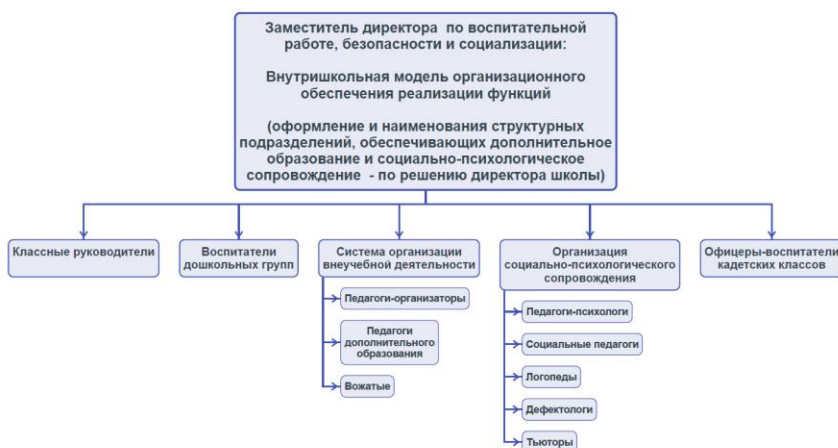 Заместитель директора по воспитательной
работе, безопасности и социализации:
Внутришкольная модель организационного
обеспечения реализации функций
(оформление и наименования структурных
подразделений, обеспечивающих дополнительное
образование и социально-психологическое
сопровождение - по решению директора школы)
Классные руководители
Воспитатели
дошкольных групп
Система организации
внеучебной деятельности
Педагоги-организаторы
Педагоги
дополнительного
образования
Вожатые
Организация
социально-психологического
сопровождения
Педагоги-психологи
Социальные педагоги
Логопеды
Дефектологи
Тьюторы
Офицеры-воспитатели
кадетских классов